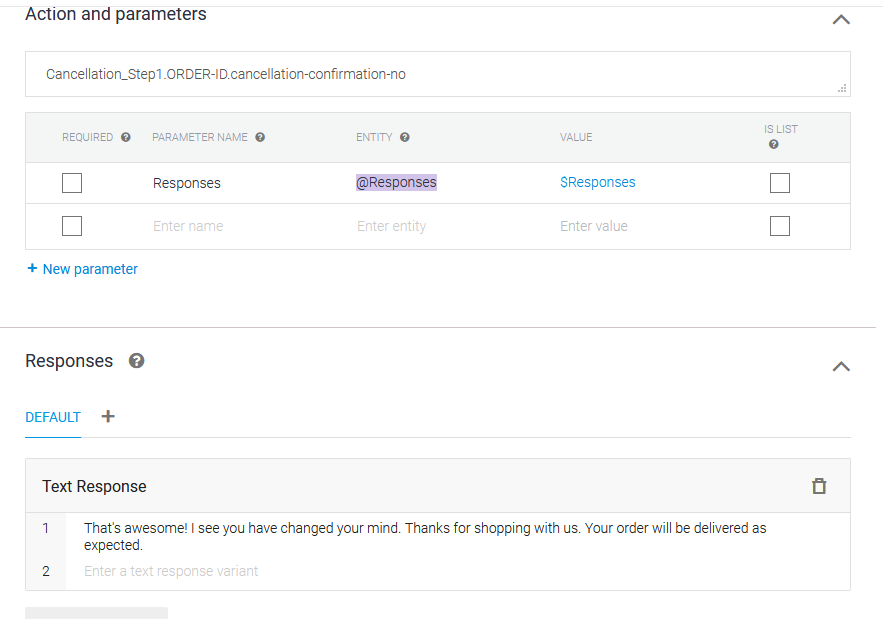 Action and parameters
Cancellation_Step1.ORDER-ID.cancellation-confirmation-no
REQUIRED ? PARAMETER NAME ? ENTITY ? VALUE IS LIST ?
Responses @Responses $Responses
Enter name Enter entity Enter value
+ New parameter
Responses ?
DEFAULT +
Text Response
1 That's awesome! I see you have changed your mind. Thanks for shopping with us. Your order will be delivered as
expected.
2 Enter a text response variant